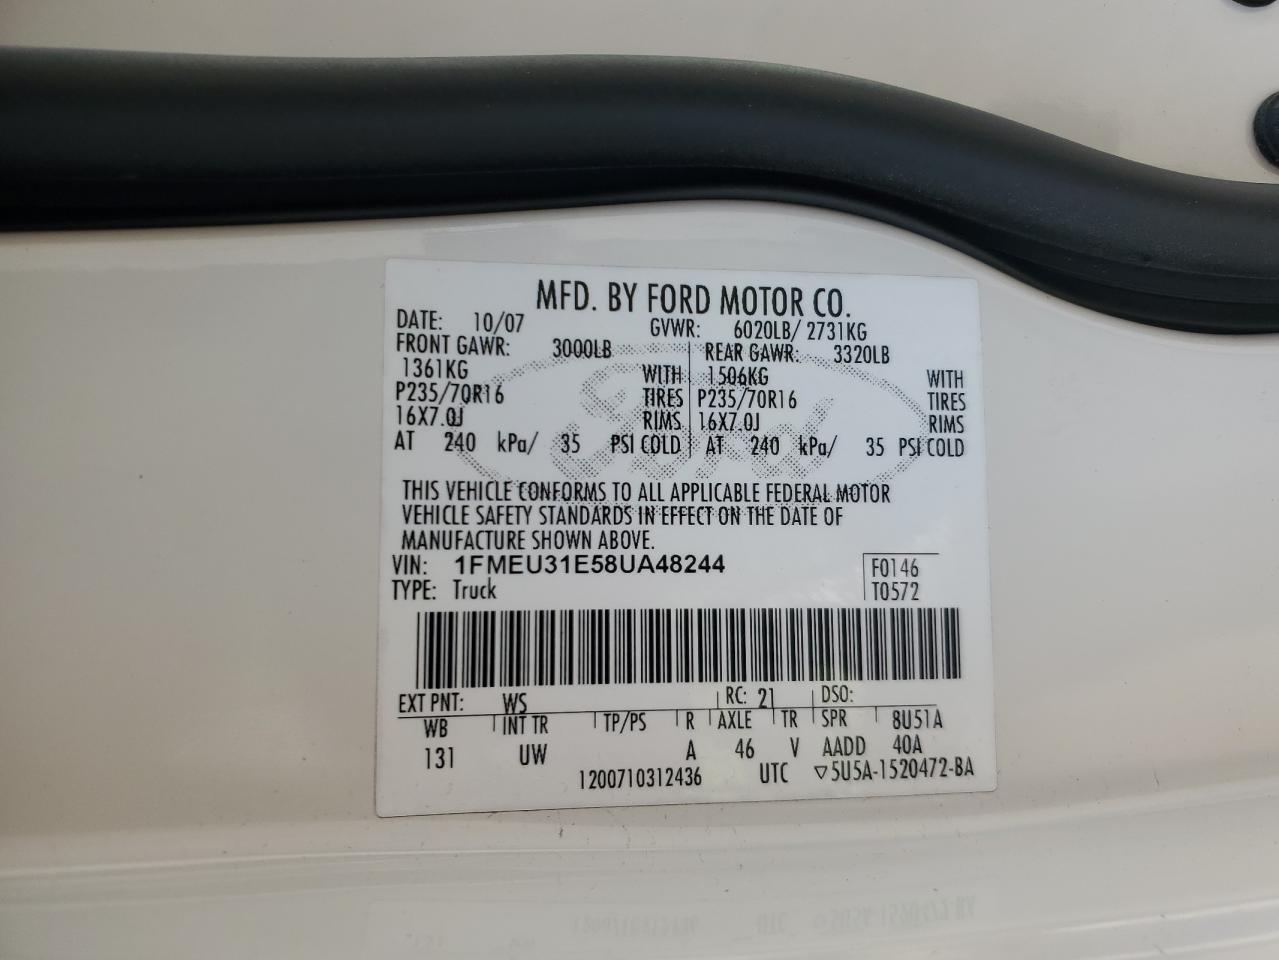 MFD. BY FORD MOTOR CO.
DATE: 10/07 GVWR: 6020LB/ 2731KG
FRONT GAWR: 3000LB REAR GAWR: 3320LB
1361KG WITH 1506KG WITH
P235/70R16 TIRES P235/70R16 TIRES
16X7.0J RIMS 16X7.0J RIMS
AT 240 kPa/ 35 PSI COLD AT 240 kPa/ 35 PSI COLD
Ford
THIS VEHICLE CONFORMS TO ALL APPLICABLE FEDERAL MOTOR
VEHICLE SAFETY STANDARDS IN EFFECT ON THE DATE OF
MANUFACTURE SHOWN ABOVE.
VIN: 1FMEU31E58UA48244 F0146
TYPE: Truck T0572
EXT PNT: WS RC: 21 DSO:
WB INT TR TP/PS R AXLE TR SPR 8U51A
131 UW A 46 V AADD 40A
1200710312436 UTC ▽5U5A-1520472-BA